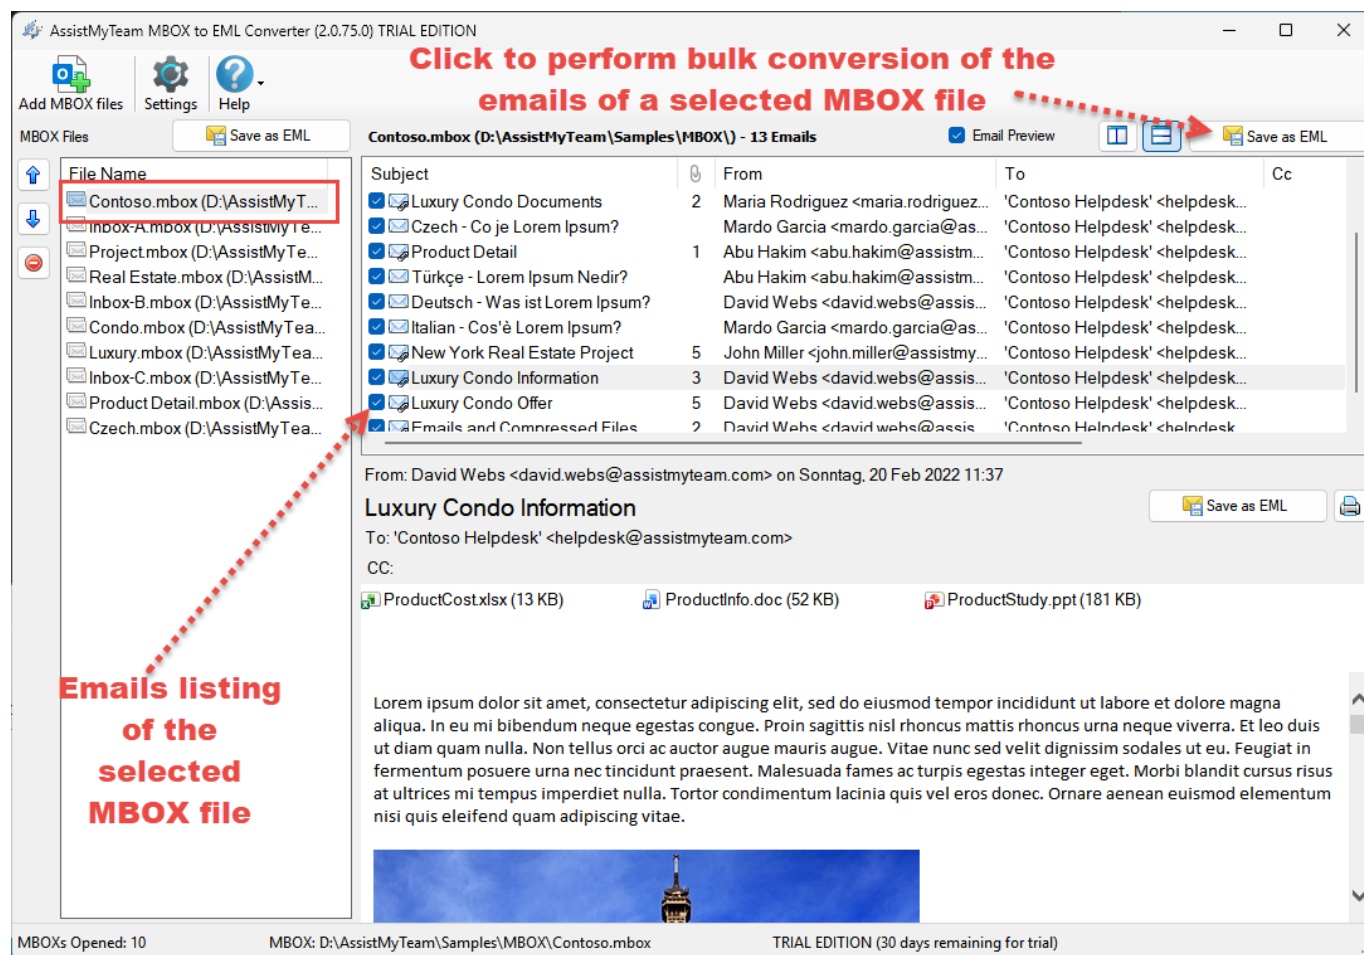 AssistMyTeam MBOX to EML Converter (2.0.75.0) TRIAL EDITION
Click to perform bulk conversion of the
emails of a selected MBOX file
Add MBOX files Settings Help
MBOX Files Save as EML
Contoso.mbox (D:\AssistMyTeam\Samples\MBOX\) - 13 Emails Email Preview Save as EML
File Name
Contoso.mbox (D:\AssistMyT...
Inbox-A.mbox (D:\AssistMyTe...
Project.mbox (D:\AssistMyTe...
Real Estate.mbox (D:\AssistM...
Inbox-B.mbox (D:\AssistMyTe...
Condo.mbox (D:\AssistMyTea...
Luxury.mbox (D:\AssistMyTea...
Inbox-C.mbox (D:\AssistMyTe...
Product Detail.mbox (D:\Assis...
Czech.mbox (D:\AssistMyTea...
Subject From To Cc
Luxury Condo Documents 2 Maria Rodriguez <maria.rodriguez... 'Contoso Helpdesk' <helpdesk...
Czech - Co je Lorem Ipsum? Mardo Garcia <mardo.garcia@as... 'Contoso Helpdesk' <helpdesk...
Product Detail 1 Abu Hakim <abu.hakim@assistm... 'Contoso Helpdesk' <helpdesk...
Türkçe - Lorem Ipsum Nedir? Abu Hakim <abu.hakim@assistm... 'Contoso Helpdesk' <helpdesk...
Deutsch - Was ist Lorem Ipsum? David Webs <david.webs@assis... 'Contoso Helpdesk' <helpdesk...
Italian - Cos'è Lorem Ipsum? Mardo Garcia <mardo.garcia@as... 'Contoso Helpdesk' <helpdesk...
New York Real Estate Project 5 John Miller <john.miller@assistmy... 'Contoso Helpdesk' <helpdesk...
Luxury Condo Information 3 David Webs <david.webs@assis... 'Contoso Helpdesk' <helpdesk...
Luxury Condo Offer 5 David Webs <david.webs@assis... 'Contoso Helpdesk' <helpdesk...
Emails and Compressed Files 2 David Webs <david.webs@assis... 'Contoso Helpdesk' <helpdesk...
From: David Webs <david.webs@assistmyteam.com> on Sonntag, 20 Feb 2022 11:37
Luxury Condo Information Save as EML
To: 'Contoso Helpdesk' <helpdesk@assistmyteam.com>
CC:
ProductCost.xlsx (13 KB) ProductInfo.doc (52 KB) ProductStudy.ppt (181 KB)
Emails listing
of the
selected
MBOX file
Lorem ipsum dolor sit amet, consectetur adipiscing elit, sed do eiusmod tempor incididunt ut labore et dolore magna
aliqua. In eu mi bibendum neque egestas congue. Proin sagittis nisl rhoncus mattis rhoncus urna neque viverra. Et leo duis
ut diam quam nulla. Non tellus orci ac auctor augue mauris augue. Vitae nunc sed velit dignissim sodales ut eu. Feugiat in
fermentum posuere urna nec tincidunt praesent. Malesuada fames ac turpis egestas integer eget. Morbi blandit cursus risus
at ultrices mi tempus imperdiet nulla. Tortor condimentum lacinia quis vel eros donec. Ornare aenean euismod elementum
nisi quis eleifend quam adipiscing vitae.
MBOXs Opened: 10 MBOX: D:\AssistMyTeam\Samples\MBOX\Contoso.mbox TRIAL EDITION (30 days remaining for trial)